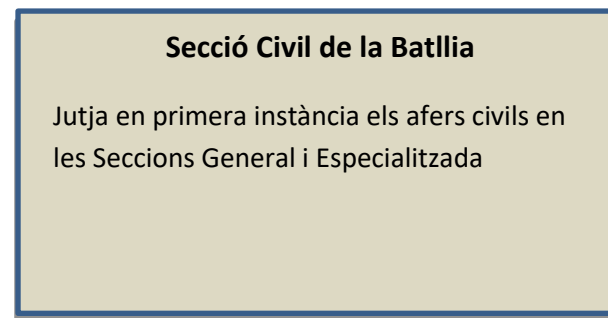 Secció Civil de la Batllia
Jutja en primera instància els afers civils en
les Seccions General i Especialitzada